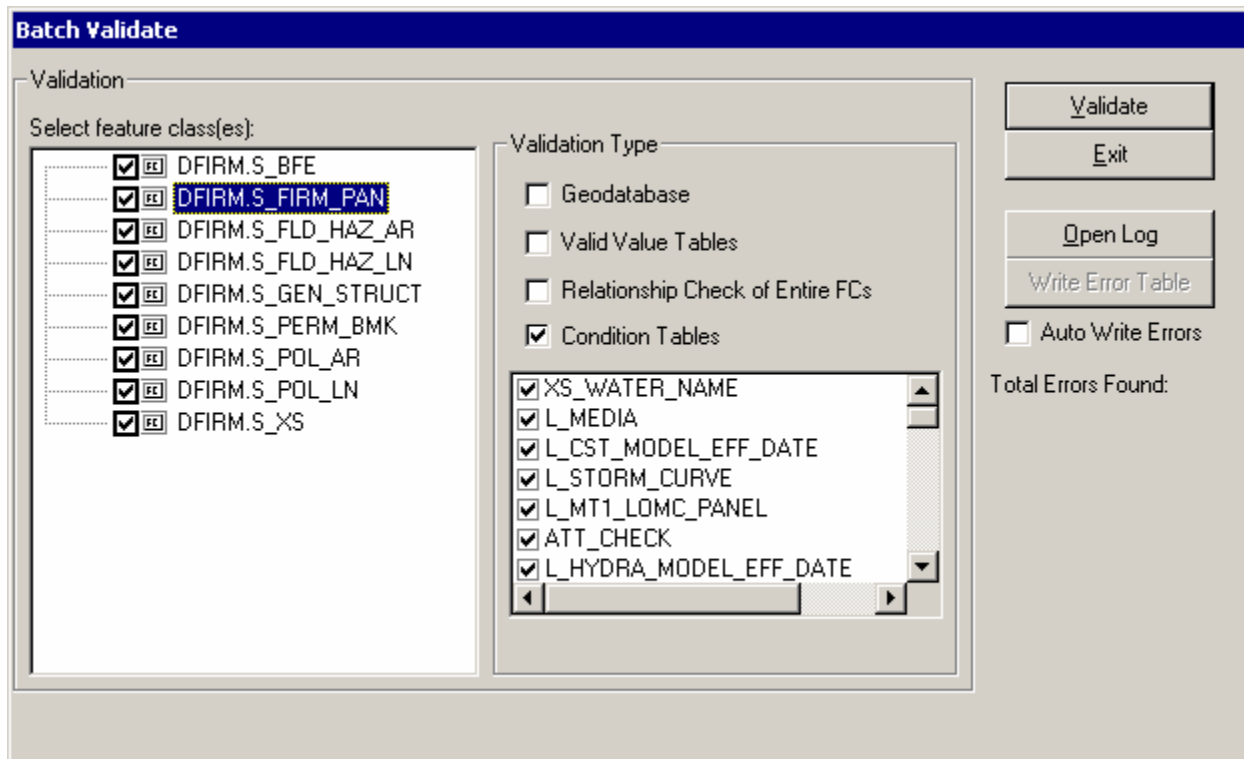 Batch Validate
Validation
Select feature class(es):
DFIRM.S_BFE
DFIRM.S_FIRM_PAN
DFIRM.S_FLD_HAZ_AR
DFIRM.S_FLD_HAZ_LN
DFIRM.S_GEN_STRUCT
DFIRM.S_PERM_BMK
DFIRM.S_POL_AR
DFIRM.S_POL_LN
DFIRM.S_XS
Validation Type
Geodatabase
Valid Value Tables
Relationship Check of Entire FCs
Condition Tables
XS_WATER_NAME
L_MEDIA
L_CST_MODEL_EFF_DATE
L_STORM_CURVE
L_MT1_LOMC_PANEL
ATT_CHECK
L_HYDRA_MODEL_EFF_DATE
Validate
Exit
Open Log
Write Error Table
Auto Write Errors
Total Errors Found: